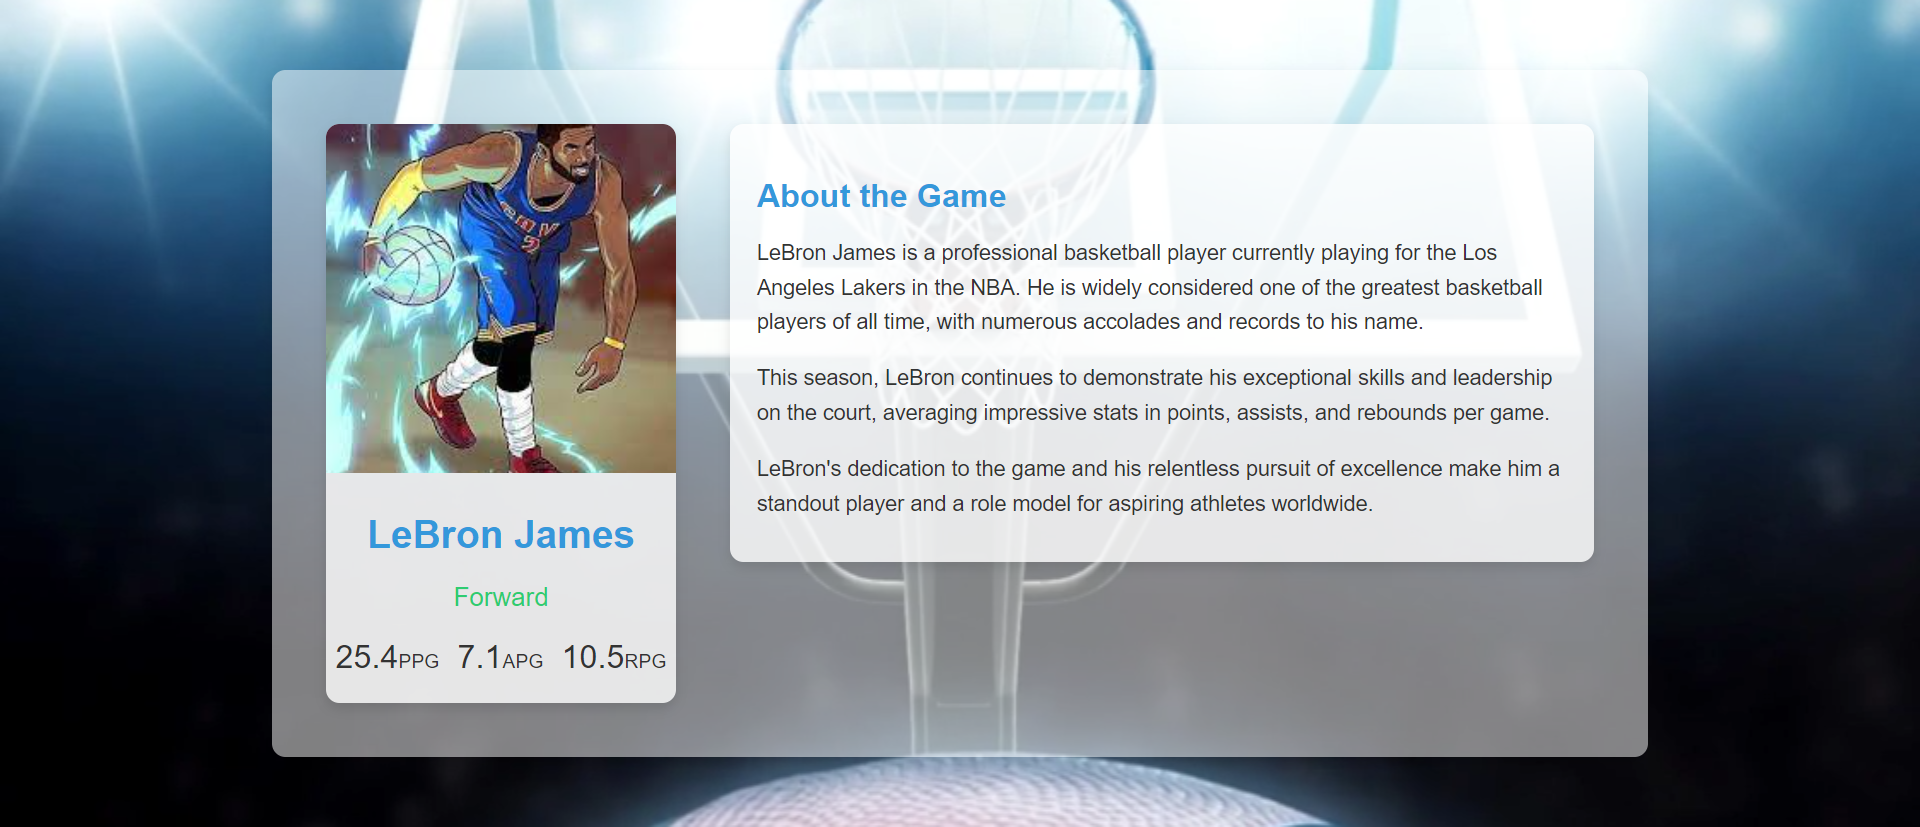 LeBron James
Forward
25.4PPG 7.1APG 10.5RPG
About the Game
LeBron James is a professional basketball player currently playing for the Los
Angeles Lakers in the NBA. He is widely considered one of the greatest basketball
players of all time, with numerous accolades and records to his name.
This season, LeBron continues to demonstrate his exceptional skills and leadership
on the court, averaging impressive stats in points, assists, and rebounds per game.
LeBron's dedication to the game and his relentless pursuit of excellence make him a
standout player and a role model for aspiring athletes worldwide.